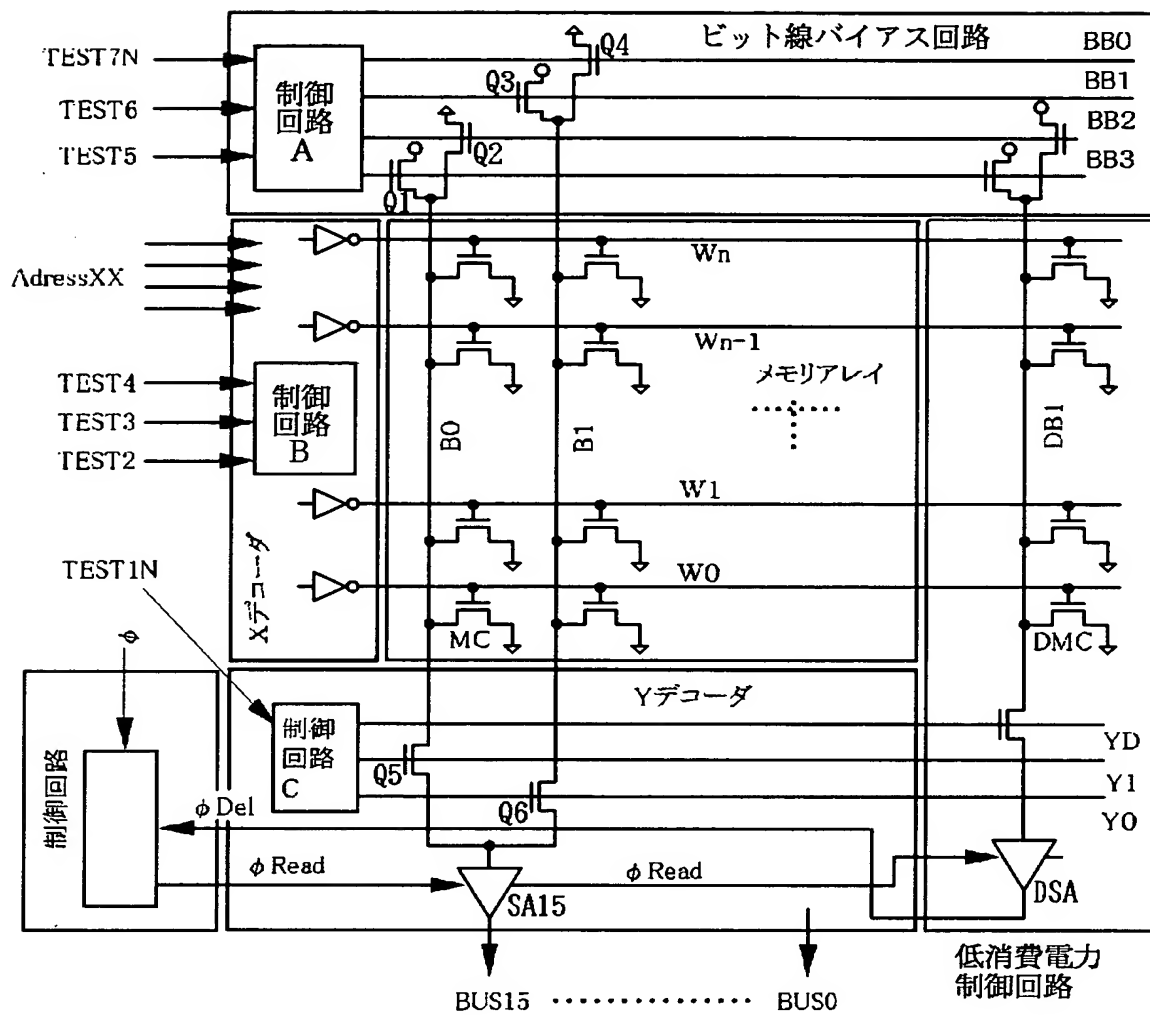 ビット線バイアス回路
TEST7N
TEST6
TEST5
制御
回路
A
Q4
Q3
Q2
Q1
BB0
BB1
BB2
BB3
AdressXX
TEST4
TEST3
TEST2
制御
回路
B
Xデコーダ
Wn
Wn-1
メモリアレイ
B0
B1
DB1
W1
W0
MC
DMC
TEST1N
φ
制御回路
Yデコーダ
制御
回路
C
Q5
Q6
YD
Y1
Y0
φDel
φRead
φRead
SA15
DSA
BUS15
BUS0
低消費電力
制御回路